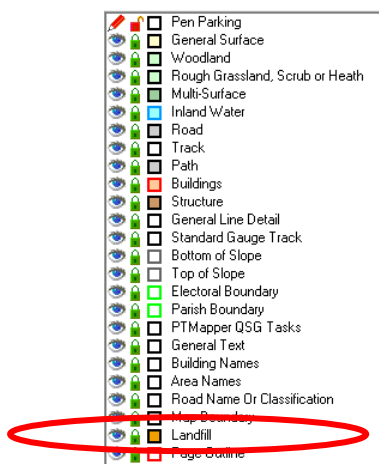 Pen Parking
General Surface
Woodland
Rough Grassland, Scrub or Heath
Multi-Surface
Inland Water
Road
Track
Path
Buildings
Structure
General Line Detail
Standard Gauge Track
Bottom of Slope
Top of Slope
Electoral Boundary
Parish Boundary
PTMapper QSG Tasks
General Text
Building Names
Area Names
Road Name Or Classification
Map Boundary
Landfill
Page Outline